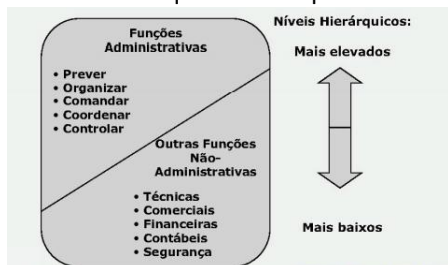 Funções
Administrativas
• Prever
• Organizar
• Comandar
• Coordenar
• Controlar
Outras Funções
Não-
Administrativas
• Técnicas
• Comerciais
• Financeiras
• Contábeis
• Segurança
Níveis Hierárquicos:
Mais elevados
Mais baixos